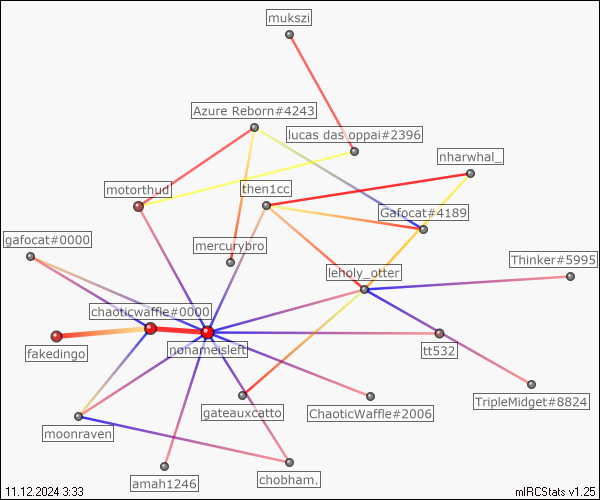 mukszi
Azure Reborn#4243
lucas das oppai#2396
nharwhal_
motorthud
then1cc
Gafocat#4189
gafocat#0000
mercurybro
Thinker#5995
leholy_otter
chaoticwaffle#0000
fakedingo
nonameisleft
tt532
TripleMidget#8824
gateauxcatto
ChaoticWaffle#2006
moonraven
amah1246
chobham.
11.12.2024 3:33
mIRCStats v1.25